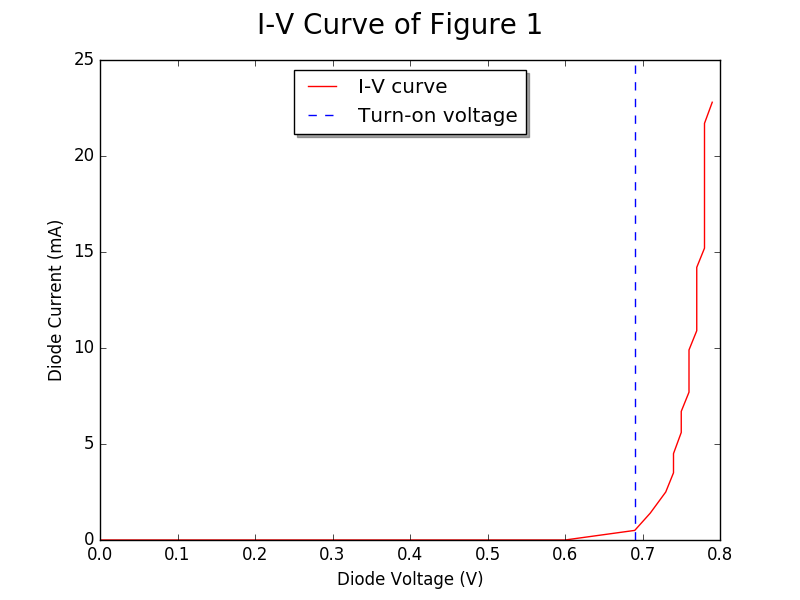 I-V Curve of Figure 1
I-V curve
Turn-on voltage
Diode Current (mA)
25
20
15
10
5
0
0.0 0.1 0.2 0.3 0.4 0.5 0.6 0.7 0.8
Diode Voltage (V)